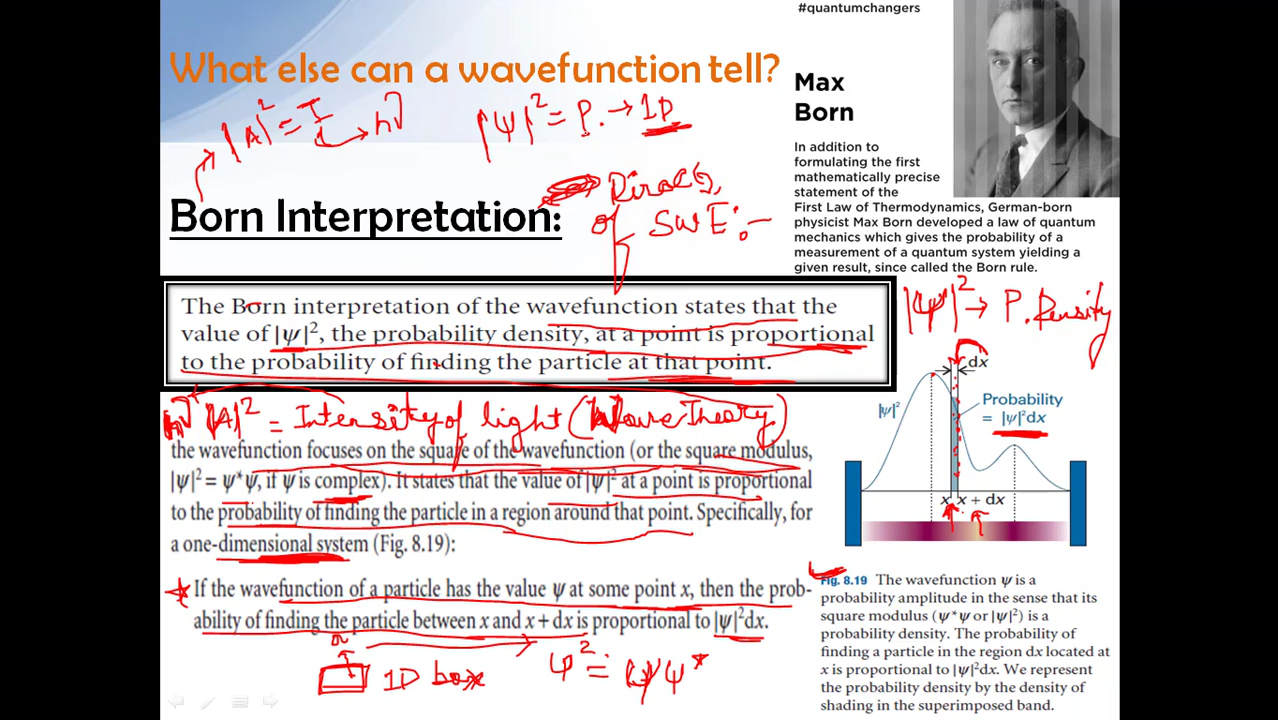 #quantumchangers
What else can a wavefunction tell?
|A|² = I → hν
|Ψ|² = P. → 1D
Max
Born
In addition to
formulating the first
mathematically precise
statement of the
First Law of Thermodynamics, German-born
physicist Max Born developed a law of quantum
mechanics which gives the probability of a
measurement of a quantum system yielding a
given result, since called the Born rule.
Born Interpretation:
of SWE:-
The Born interpretation of the wavefunction states that the
value of |ψ|², the probability density, at a point is proportional
to the probability of finding the particle at that point.
|Ψ|² → P. Density
dx
|ψ|²
Probability
= |ψ|²dx
x x + dx
|A|² = Intensity of light (Wave Theory)
the wavefunction focuses on the square of the wavefunction (or the square modulus,
|ψ|² = ψ*ψ, if ψ is complex). It states that the value of |ψ|² at a point is proportional
to the probability of finding the particle in a region around that point. Specifically, for
a one-dimensional system (Fig. 8.19):
If the wavefunction of a particle has the value ψ at some point x, then the prob-
ability of finding the particle between x and x + dx is proportional to |ψ|²dx.
1D box
ψ² = ψψ*
Fig. 8.19 The wavefunction ψ is a
probability amplitude in the sense that its
square modulus (ψ*ψ or |ψ|²) is a
probability density. The probability of
finding a particle in the region dx located at
x is proportional to |ψ|²dx. We represent
the probability density by the density of
shading in the superimposed band.